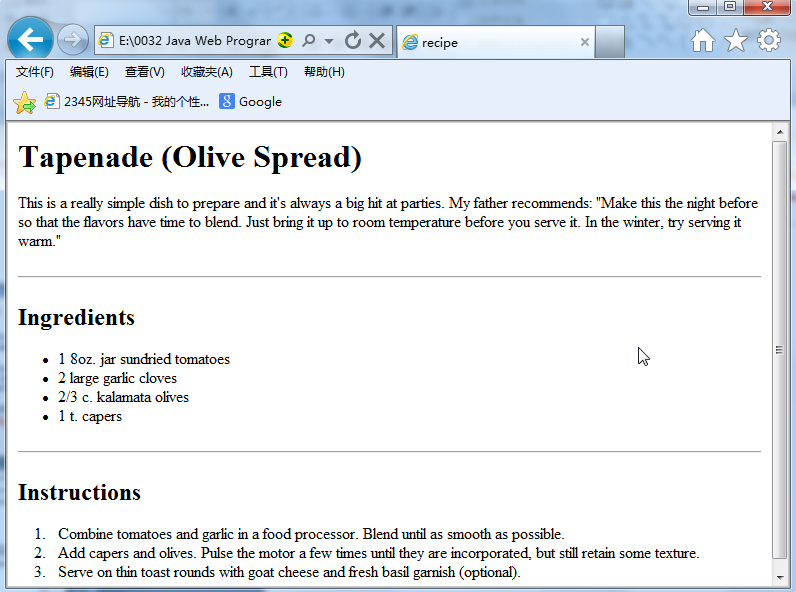 E:\0032 Java Web Progran
recipe
文件(F) 编辑(E) 查看(V) 收藏夹(A) 工具(T) 帮助(H)
2345网址导航 - 我的个性... Google
Tapenade (Olive Spread)
This is a really simple dish to prepare and it's always a big hit at parties. My father recommends: "Make this the night before
so that the flavors have time to blend. Just bring it up to room temperature before you serve it. In the winter, try serving it
warm."
Ingredients
• 1 8oz. jar sundried tomatoes
• 2 large garlic cloves
• 2/3 c. kalamata olives
• 1 t. capers
Instructions
1. Combine tomatoes and garlic in a food processor. Blend until as smooth as possible.
2. Add capers and olives. Pulse the motor a few times until they are incorporated, but still retain some texture.
3. Serve on thin toast rounds with goat cheese and fresh basil garnish (optional).